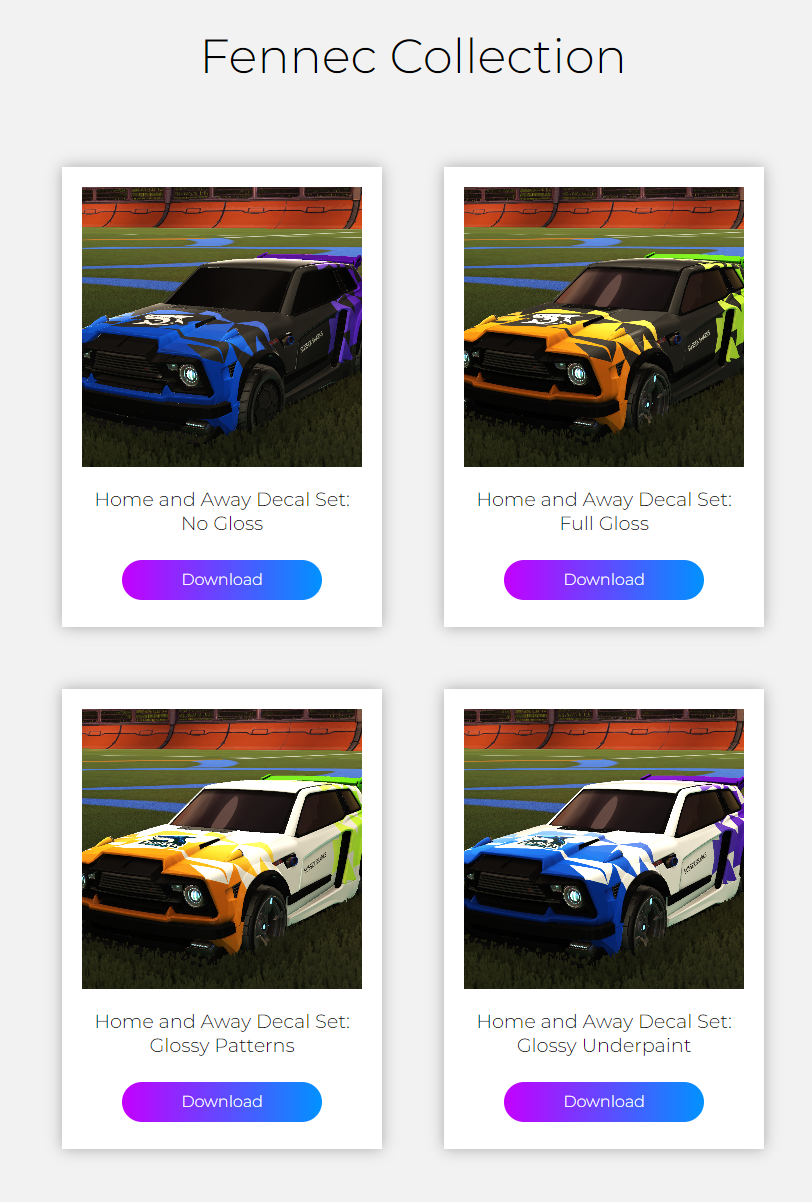 Fennec Collection
Home and Away Decal Set:
No Gloss
Download
Home and Away Decal Set:
Full Gloss
Download
Home and Away Decal Set:
Glossy Patterns
Download
Home and Away Decal Set:
Glossy Underpaint
Download